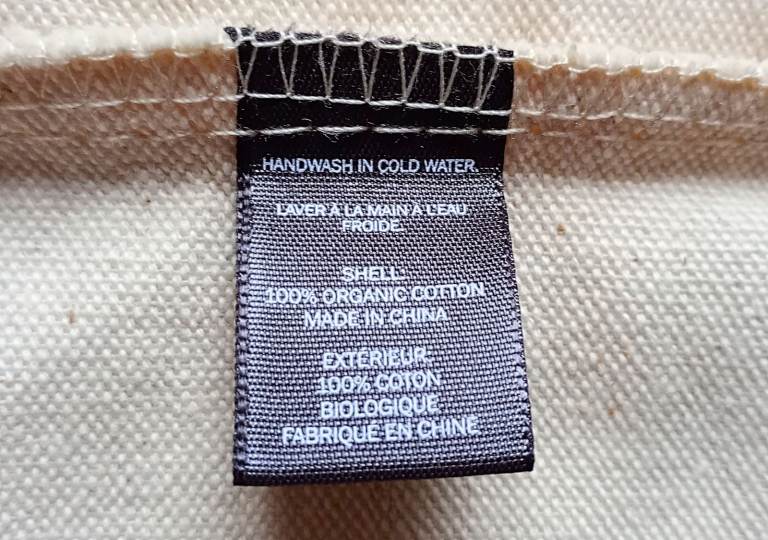 HANDWASH IN COLD WATER.
LAVER À LA MAIN À L'EAU
FROIDE.
SHELL:
100% ORGANIC COTTON
MADE IN CHINA
EXTÉRIEUR:
100% COTON
BIOLOGIQUE
FABRIQUÉ EN CHINE